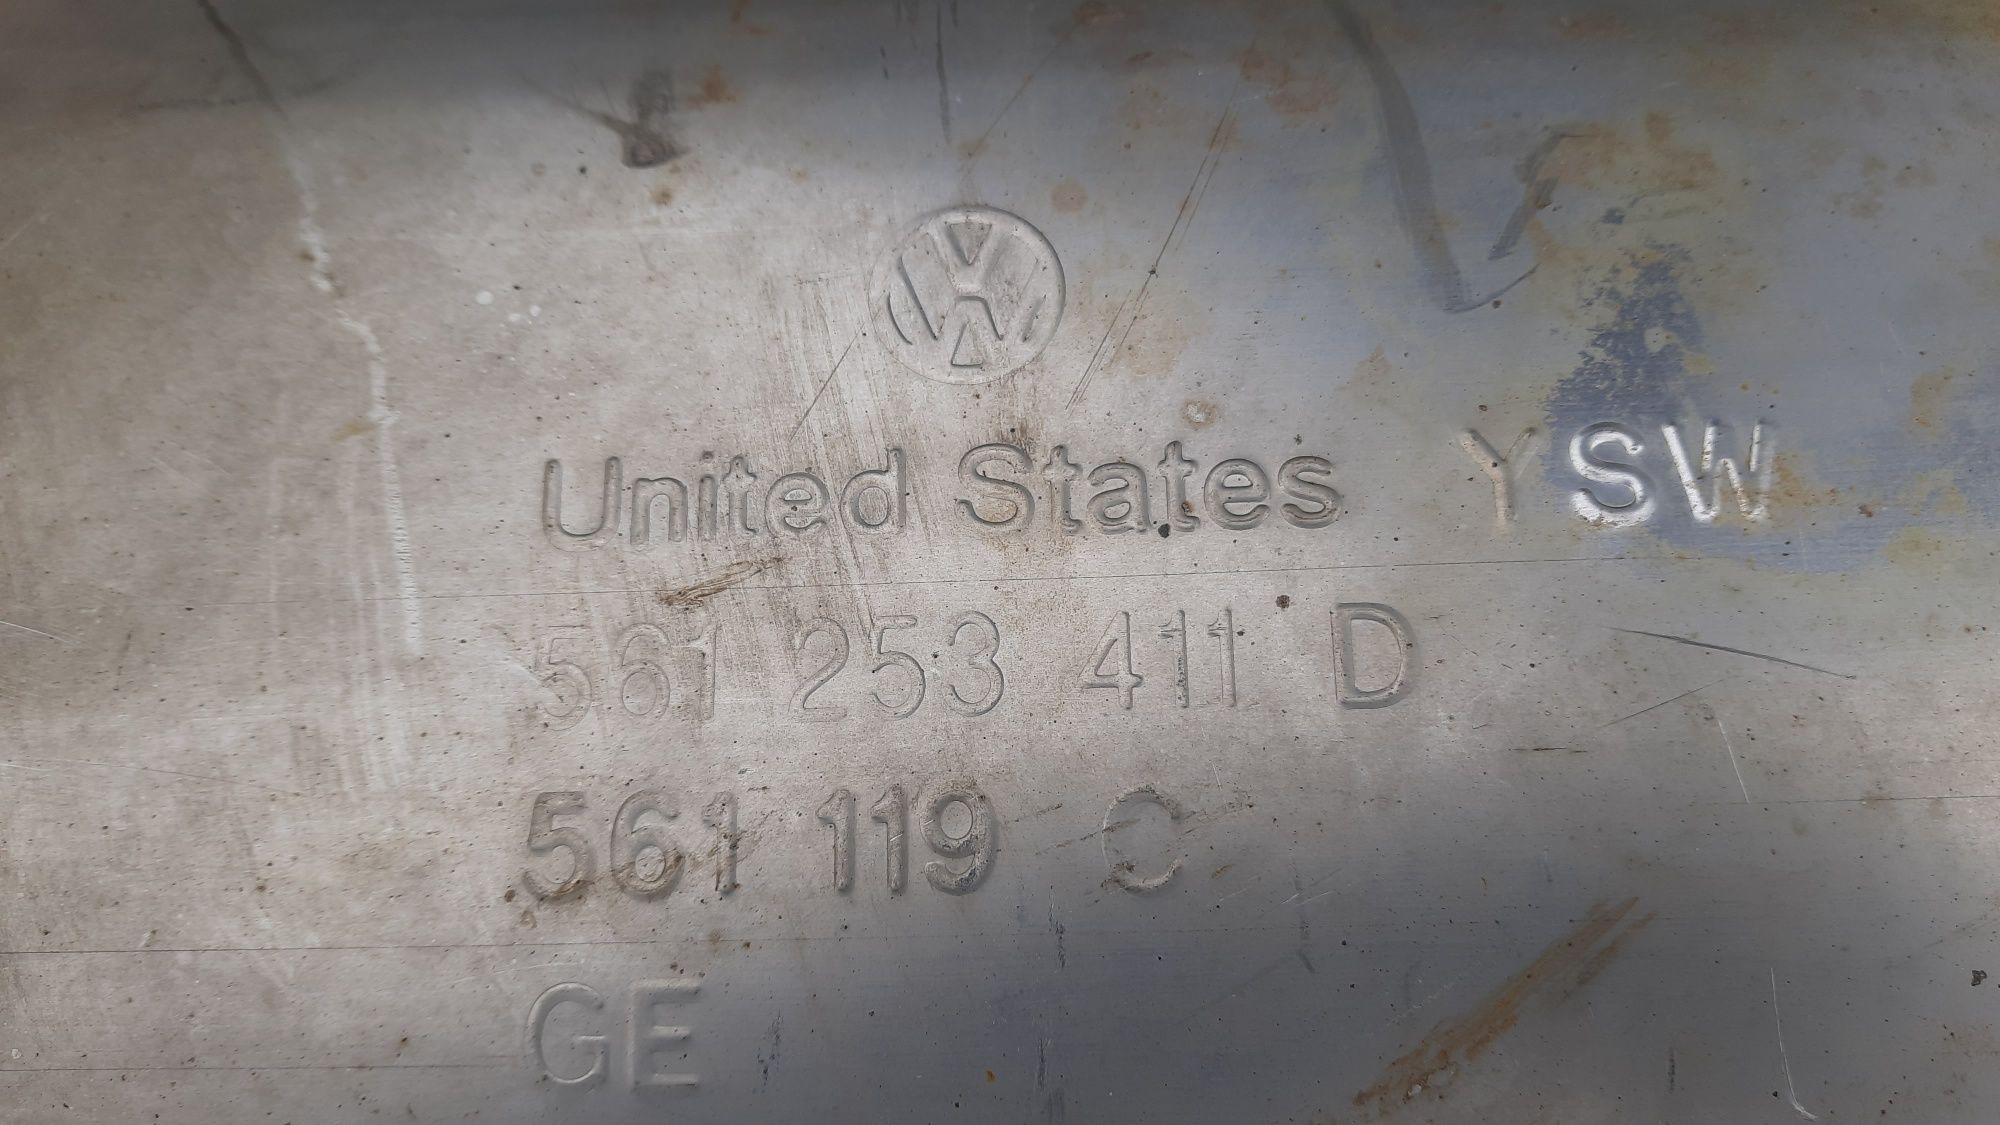 United States YSW
561 253 411 D
561 119 C
GE